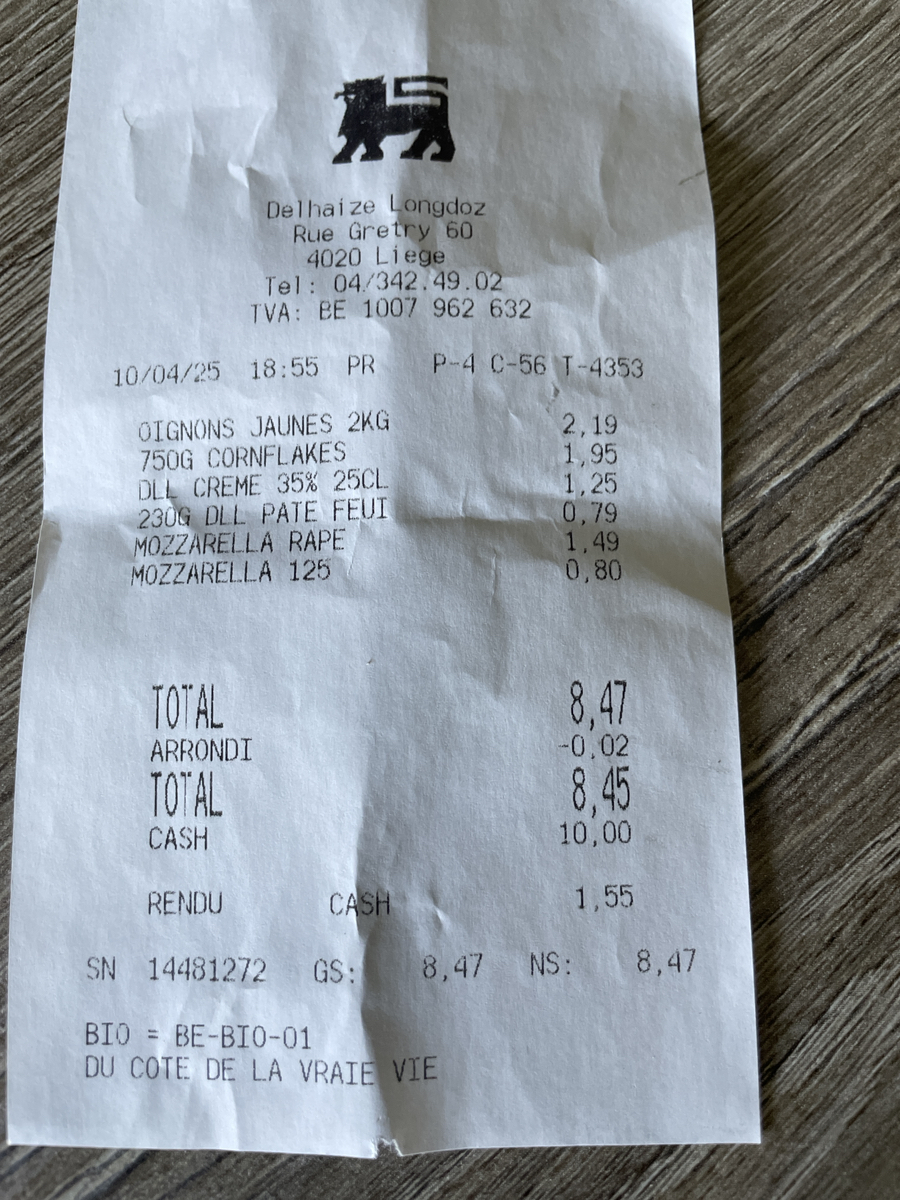 Delhaize Longdoz
Rue Gretry 60
4020 Liege
Tel: 04/342.49.02
TVA: BE 1007 962 632
10/04/25 18:55 PR P-4 C-56 T-4353
OIGNONS JAUNES 2KG 2,19
750G CORNFLAKES 1,95
DLL CREME 35% 25CL 1,25
230G DLL PATE FEUI 0,79
MOZZARELLA RAPE 1,49
MOZZARELLA 125 0,80
TOTAL 8,47
ARRONDI -0,02
TOTAL 8,45
CASH 10,00
RENDU CASH 1,55
SN 14481272 GS: 8,47 NS: 8,47
BIO = BE-BIO-01
DU COTE DE LA VRAIE VIE